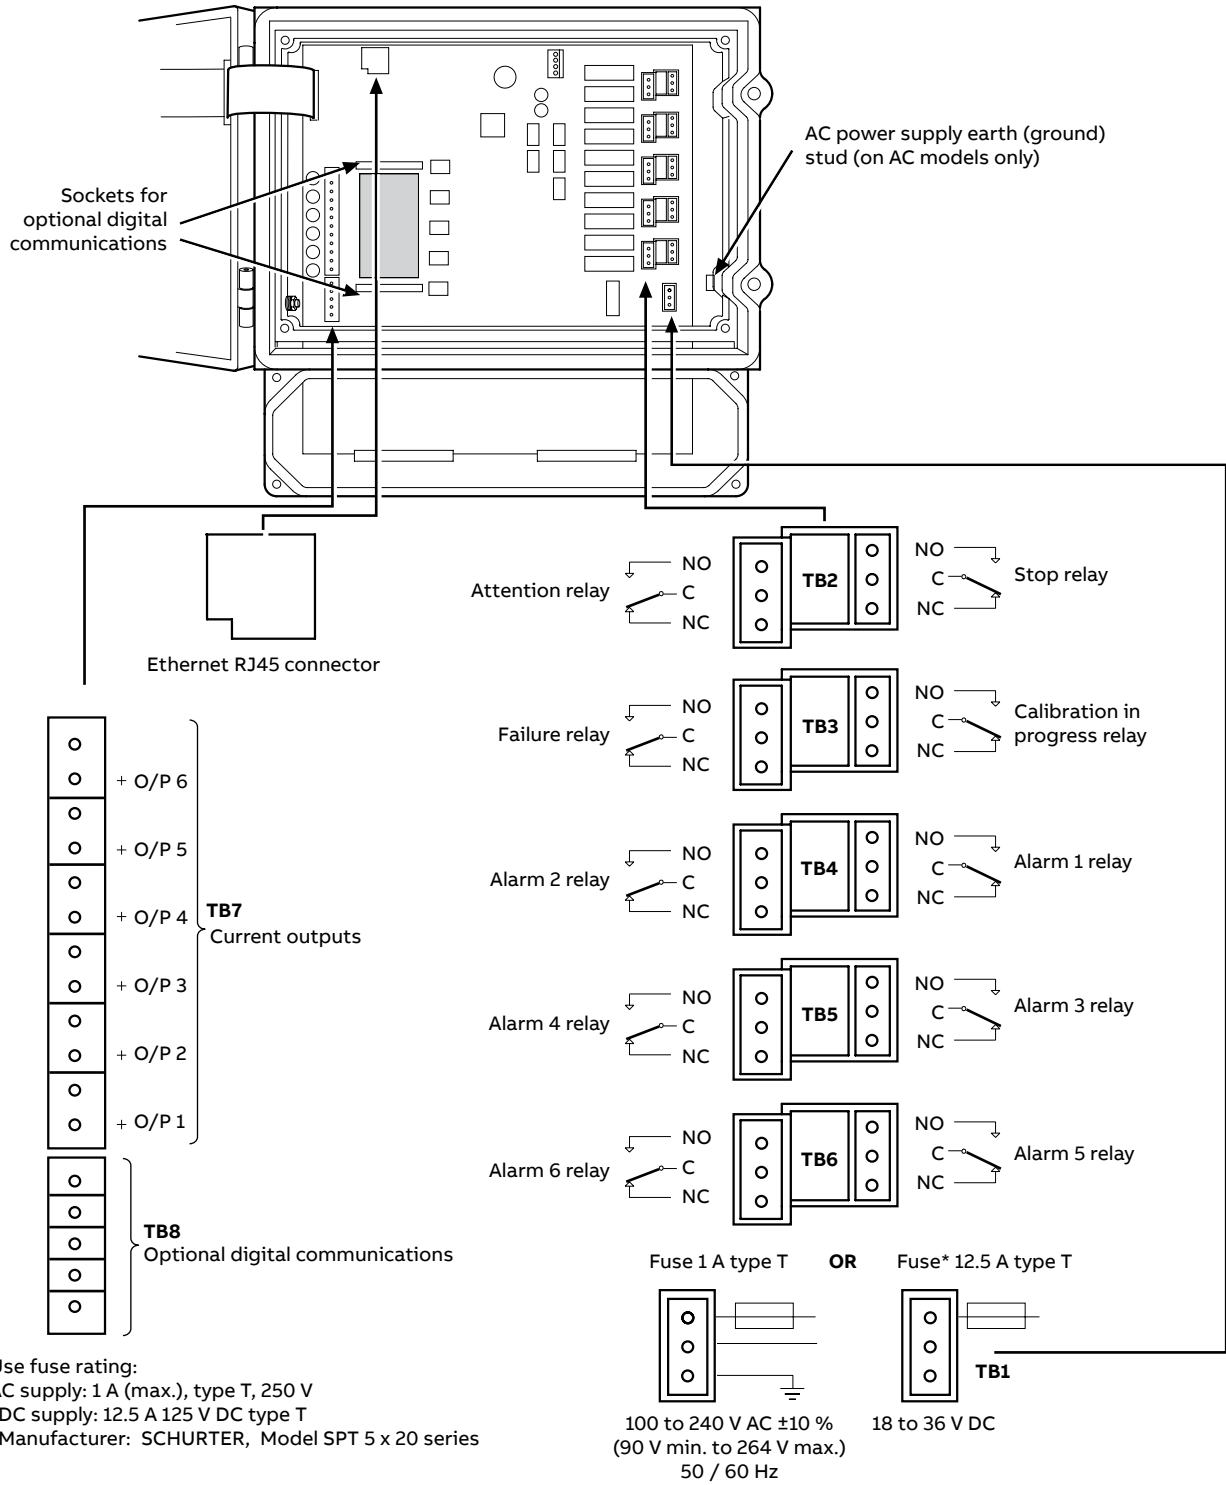 AC power supply earth (ground)
stud (on AC models only)
Sockets for
optional digital
communications
Ethernet RJ45 connector
+ O/P 6
+ O/P 5
+ O/P 4
+ O/P 3
+ O/P 2
+ O/P 1
TB7
Current outputs
TB8
Optional digital communications
Attention relay
NO
C
NC
TB2
NO
C
NC
Stop relay
Failure relay
NO
C
NC
TB3
NO
C
NC
Calibration in
progress relay
Alarm 2 relay
NO
C
NC
TB4
NO
C
NC
Alarm 1 relay
Alarm 4 relay
NO
C
NC
TB5
NO
C
NC
Alarm 3 relay
Alarm 6 relay
NO
C
NC
TB6
NO
C
NC
Alarm 5 relay
Fuse 1 A type T OR Fuse* 12.5 A type T
TB1
100 to 240 V AC ±10 %
(90 V min. to 264 V max.)
50 / 60 Hz
18 to 36 V DC
fuse rating:
supply: 1 A (max.), type T, 250 V
DC supply: 12.5 A 125 V DC type T
Manufacturer: SCHURTER, Model SPT 5 x 20 series